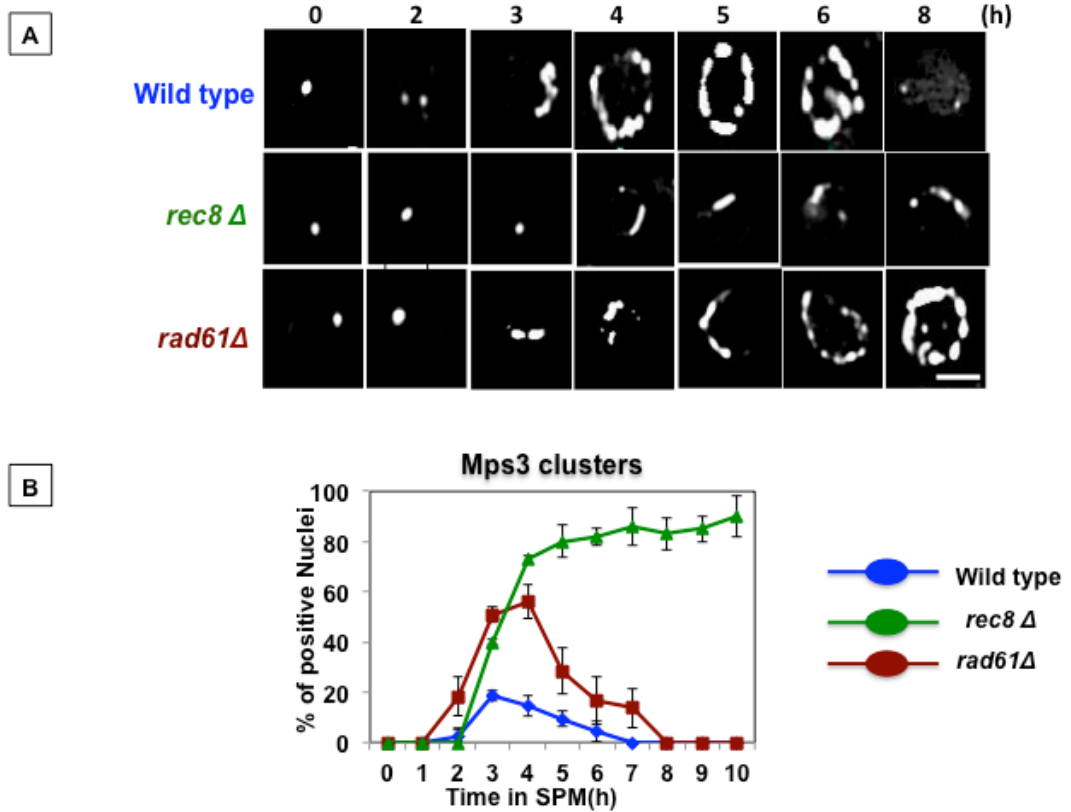 A
0 2 3 4 5 6 8 (h)
Wild type
rec8 Δ
rad61Δ
B
Mps3 clusters
% of positive Nuclei
100
80
60
40
20
0
0 1 2 3 4 5 6 7 8 9 10
Time in SPM(h)
Wild type
rec8 Δ
rad61Δ